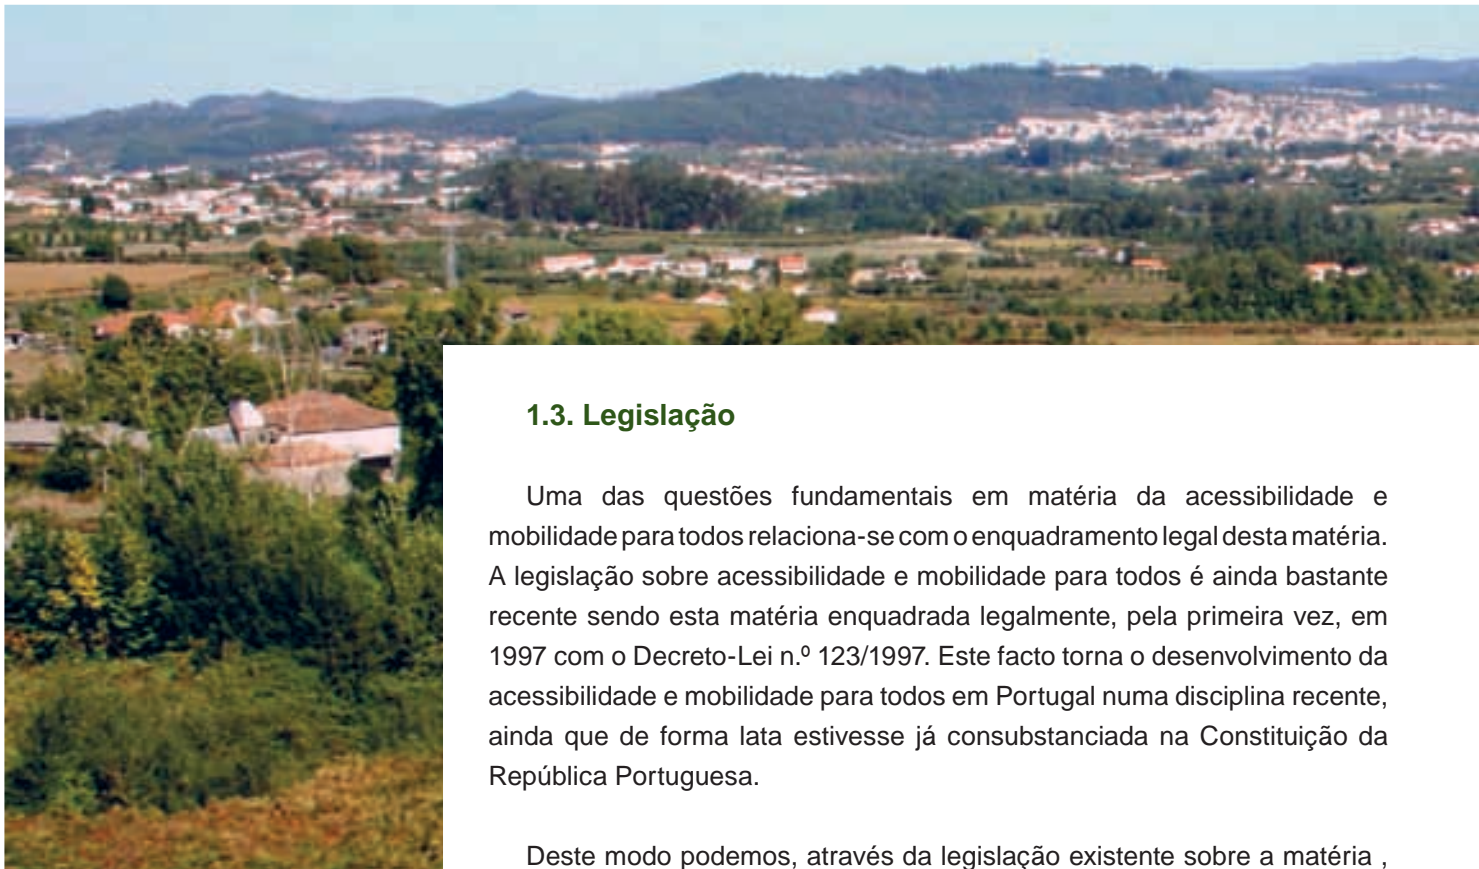 1.3. Legislação
Uma das questões fundamentais em matéria da acessibilidade e
mobilidade para todos relaciona-se com o enquadramento legal desta matéria.
A legislação sobre acessibilidade e mobilidade para todos é ainda bastante
recente sendo esta matéria enquadrada legalmente, pela primeira vez, em
1997 com o Decreto-Lei n.º 123/1997. Este facto torna o desenvolvimento da
acessibilidade e mobilidade para todos em Portugal numa disciplina recente,
ainda que de forma lata estivesse já consubstanciada na Constituição da
República Portuguesa.
Deste modo podemos, através da legislação existente sobre a matéria ,